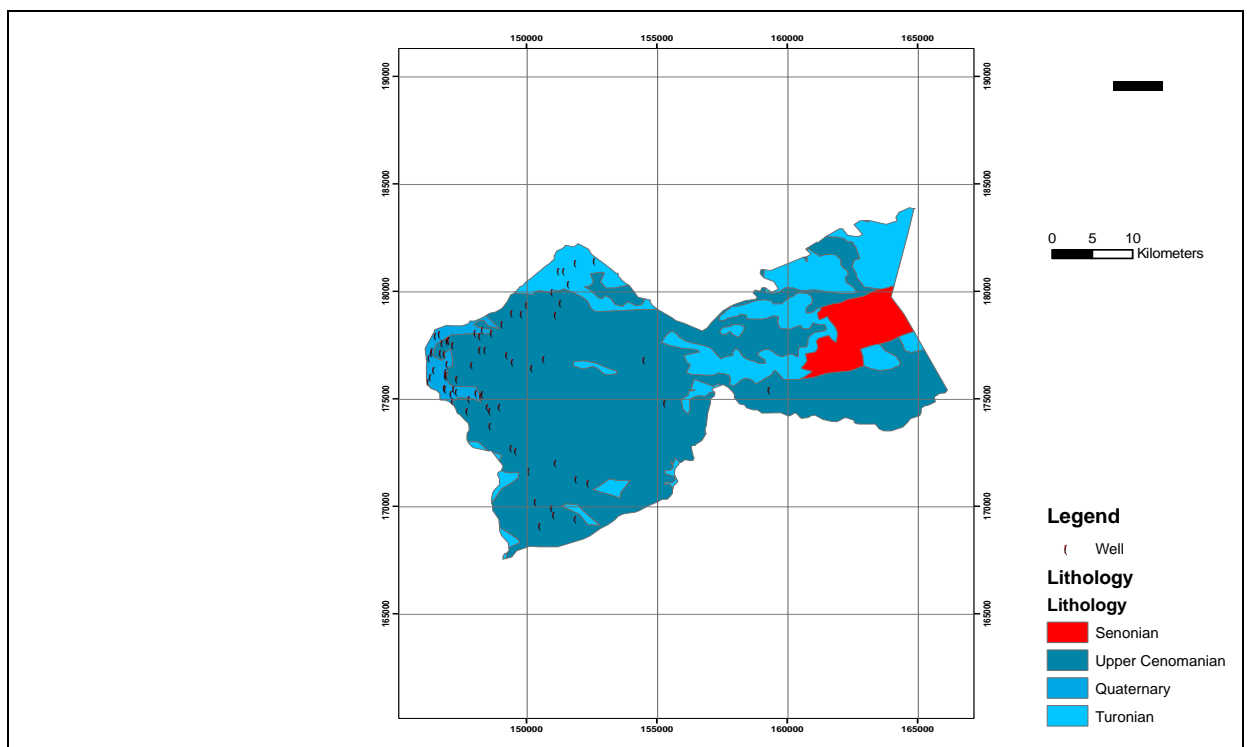 150000 155000 160000 165000
190000
190000
185000
185000
180000
180000
175000
175000
170000
170000
165000
165000
150000 155000 160000 165000
0 5 10
Kilometers
Legend
Well
Lithology
Lithology
Senonian
Upper Cenomanian
Quaternary
Turonian